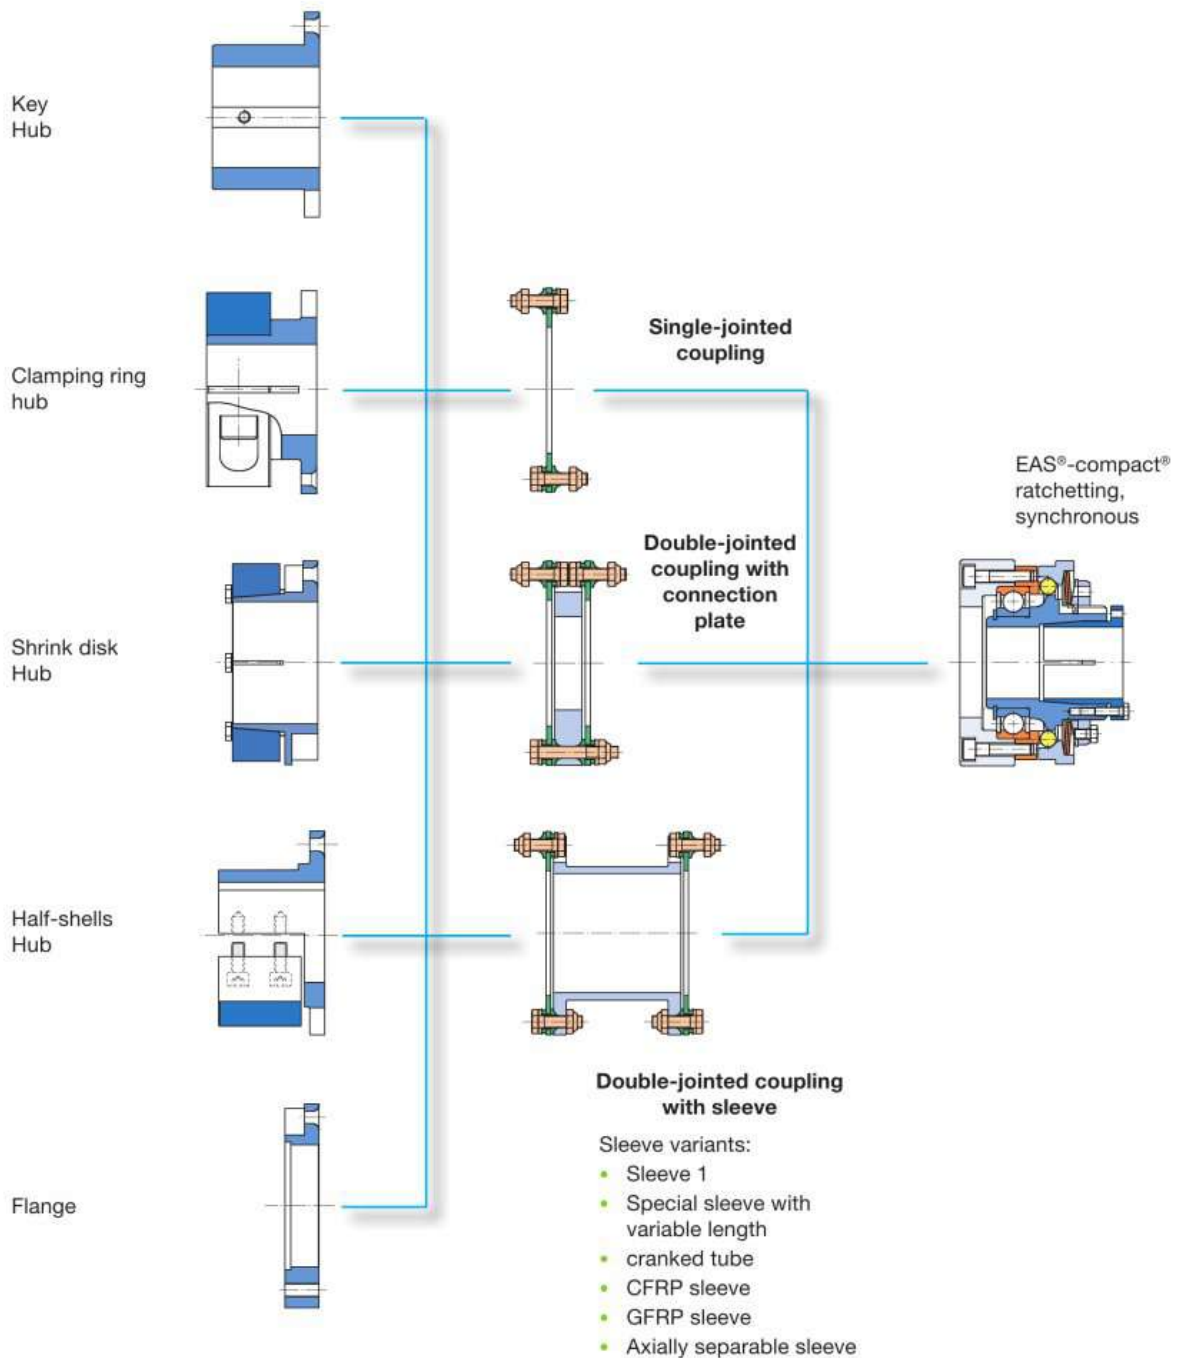 Key
Hub
Clamping ring
hub
Single-jointed
coupling
EAS®-compact®
ratchetting,
synchronous
Double-jointed
coupling with
connection
plate
Shrink disk
Hub
Half-shells
Hub
Double-jointed coupling
with sleeve
Sleeve variants:
• Sleeve 1
• Special sleeve with
variable length
• cranked tube
• CFRP sleeve
• GFRP sleeve
• Axially separable sleeve
Flange